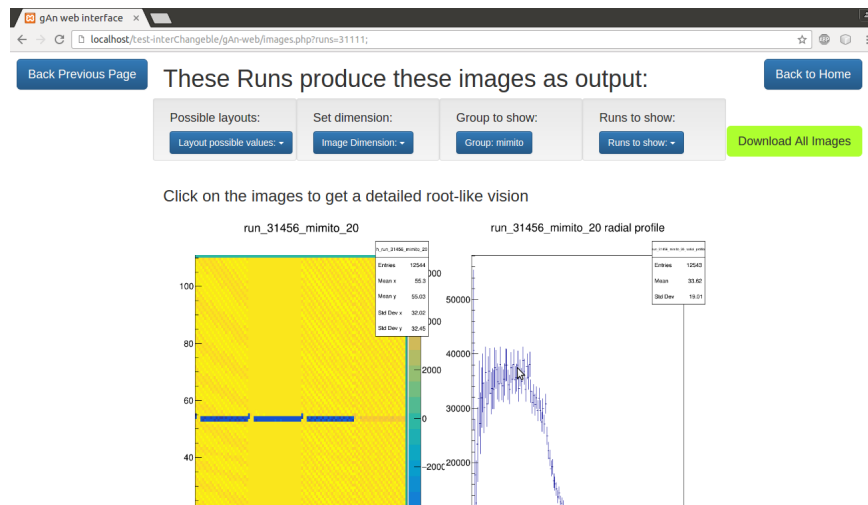 gAn web interface
localhost/test-interChangeble/gAn-web/images.php?runs=31111;
Back Previous Page
These Runs produce these images as output:
Back to Home
Possible layouts:
Set dimension:
Group to show:
Runs to show:
Layout possible values:
Image Dimension:
Group: mimito
Runs to show:
Download All Images
Click on the images to get a detailed root-like vision
run_31456_mimito_20
h_run_31456_mimito_20
Entries 12544
Mean x 55.3
Mean y 55.03
Std Dev x 32.02
Std Dev y 32.45
100
80
60
40
2000
0
run_31456_mimito_20 radial profile
Entries 12543
Mean 33.62
Std Dev 19.01
50000
40000
30000
20000